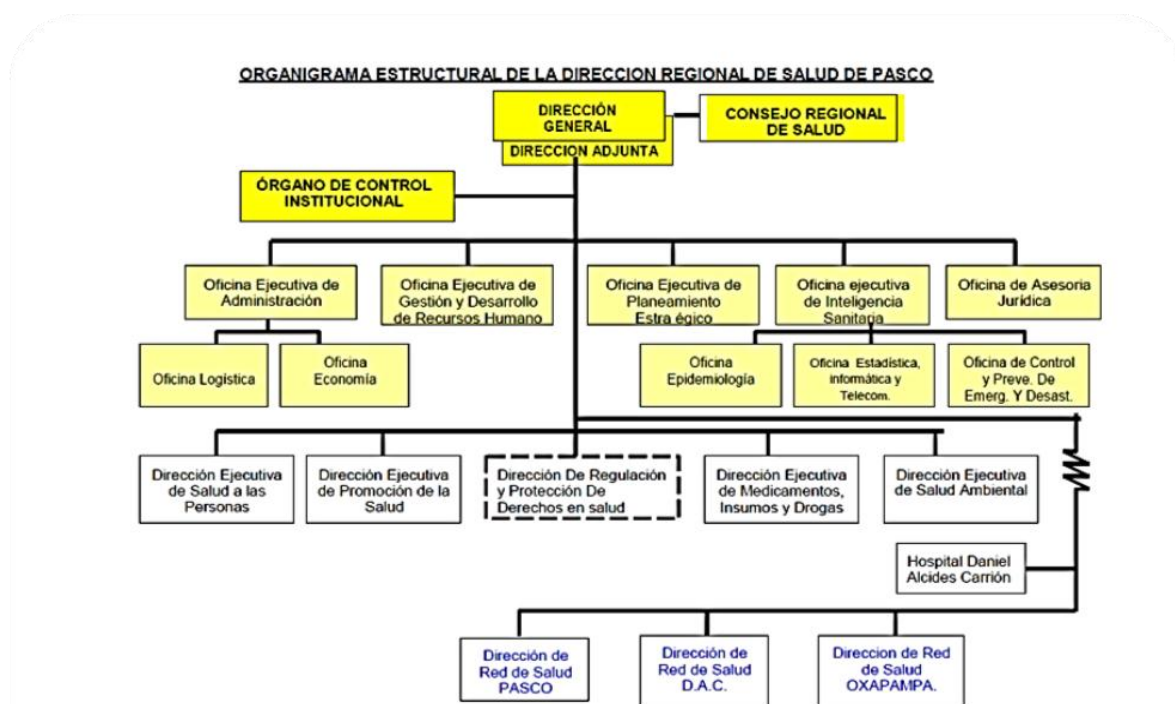 ORGANIGRAMA ESTRUCTURAL DE LA DIRECCION REGIONAL DE SALUD DE PASCO
DIRECCIÓN
GENERAL
DIRECCION ADJUNTA
CONSEJO REGIONAL
DE SALUD
ÓRGANO DE CONTROL
INSTITUCIONAL
Oficina Ejecutiva de
Administración
Oficina Ejecutiva de
Gestión y Desarrollo
de Recursos Humano
Oficina Ejecutiva de
Planeamiento
Estra égico
Oficina ejecutiva
de Inteligencia
Sanitaria
Oficina de Asesoria
Jurídica
Oficina Logística
Oficina
Economía
Oficina
Epidemiología
Oficina Estadística,
informática y
Telecom.
Oficina de Control
y Preve. De
Emerg. Y Desast.
Dirección Ejecutiva
de Salud a las
Personas
Dirección Ejecutiva
de Promoción de la
Salud
Dirección De Regulación
y Protección De
Derechos en salud
Dirección Ejecutiva
de Medicamentos,
Insumos y Drogas
Dirección Ejecutiva
de Salud Ambiental
Hospital Daniel
Alcides Carrión
Dirección de
Red de Salud
PASCO
Dirección de
Red de Salud
D.A.C.
Direccion de Red
de Salud
OXAPAMPA.